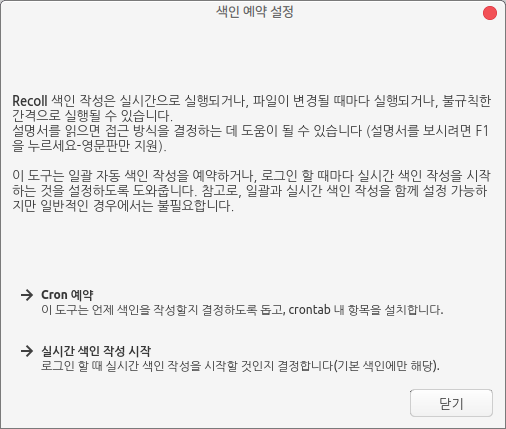 색인 예약 설정
Recoll 색인 작성은 실시간으로 실행되거나, 파일이 변경될 때마다 실행되거나, 불규칙한
간격으로 실행될 수 있습니다.
설명서를 읽으면 접근 방식을 결정하는 데 도움이 될 수 있습니다 (설명서를 보시려면 F1
을 누르세요-영문판만 지원).
이 도구는 일괄 자동 색인 작성을 예약하거나, 로그인 할 때마다 실시간 색인 작성을 시작
하는 것을 설정하도록 도와줍니다. 참고로, 일괄과 실시간 색인 작성을 함께 설정 가능하
지만 일반적인 경우에서는 불필요합니다.
Cron 예약
이 도구는 언제 색인을 작성할지 결정하도록 돕고, crontab 내 항목을 설치합니다.
실시간 색인 작성 시작
로그인 할 때 실시간 색인 작성을 시작할 것인지 결정합니다(기본 색인에만 해당).
닫기